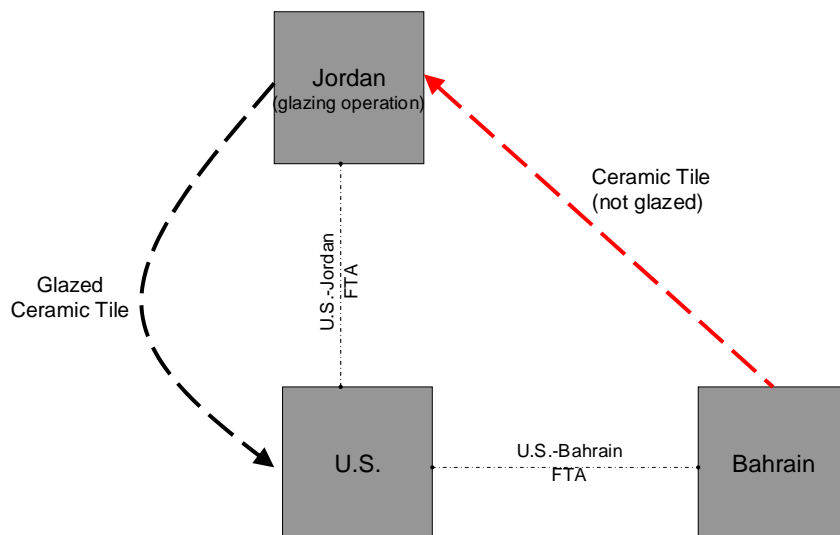 Jordan
(glazing operation)
Ceramic Tile
(not glazed)
Glazed
Ceramic Tile
U.S.-Jordan
FTA
U.S.
U.S.-Bahrain
FTA
Bahrain